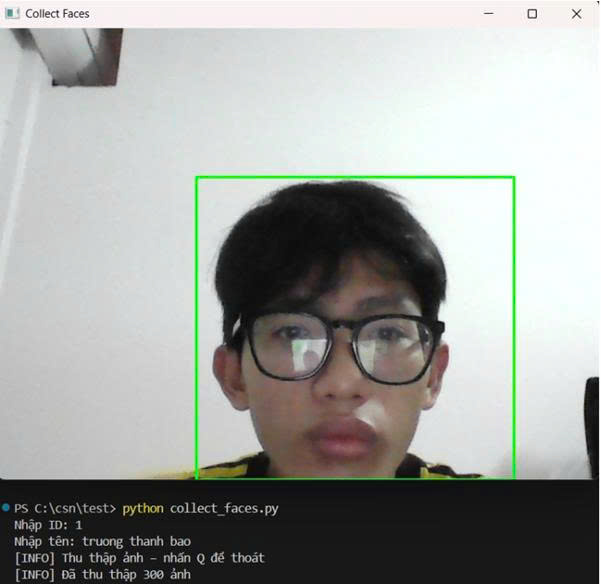 Collect Faces
PS C:\csn\test> python collect_faces.py
Nhập ID: 1
Nhập tên: truong thanh bao
[INFO] Thu thập ảnh – nhấn Q để thoát
[INFO] Đã thu thập 300 ảnh